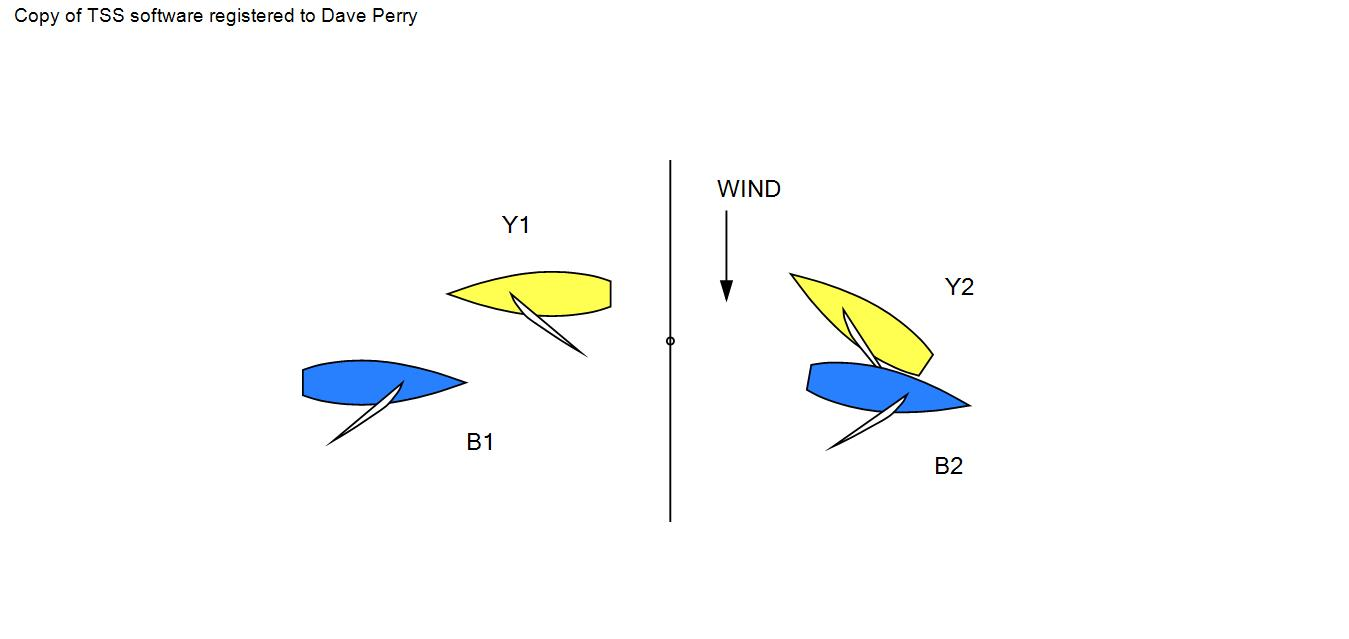 Copy of TSS software registered to Dave Perry
WIND
Y1
Y2
B1
B2